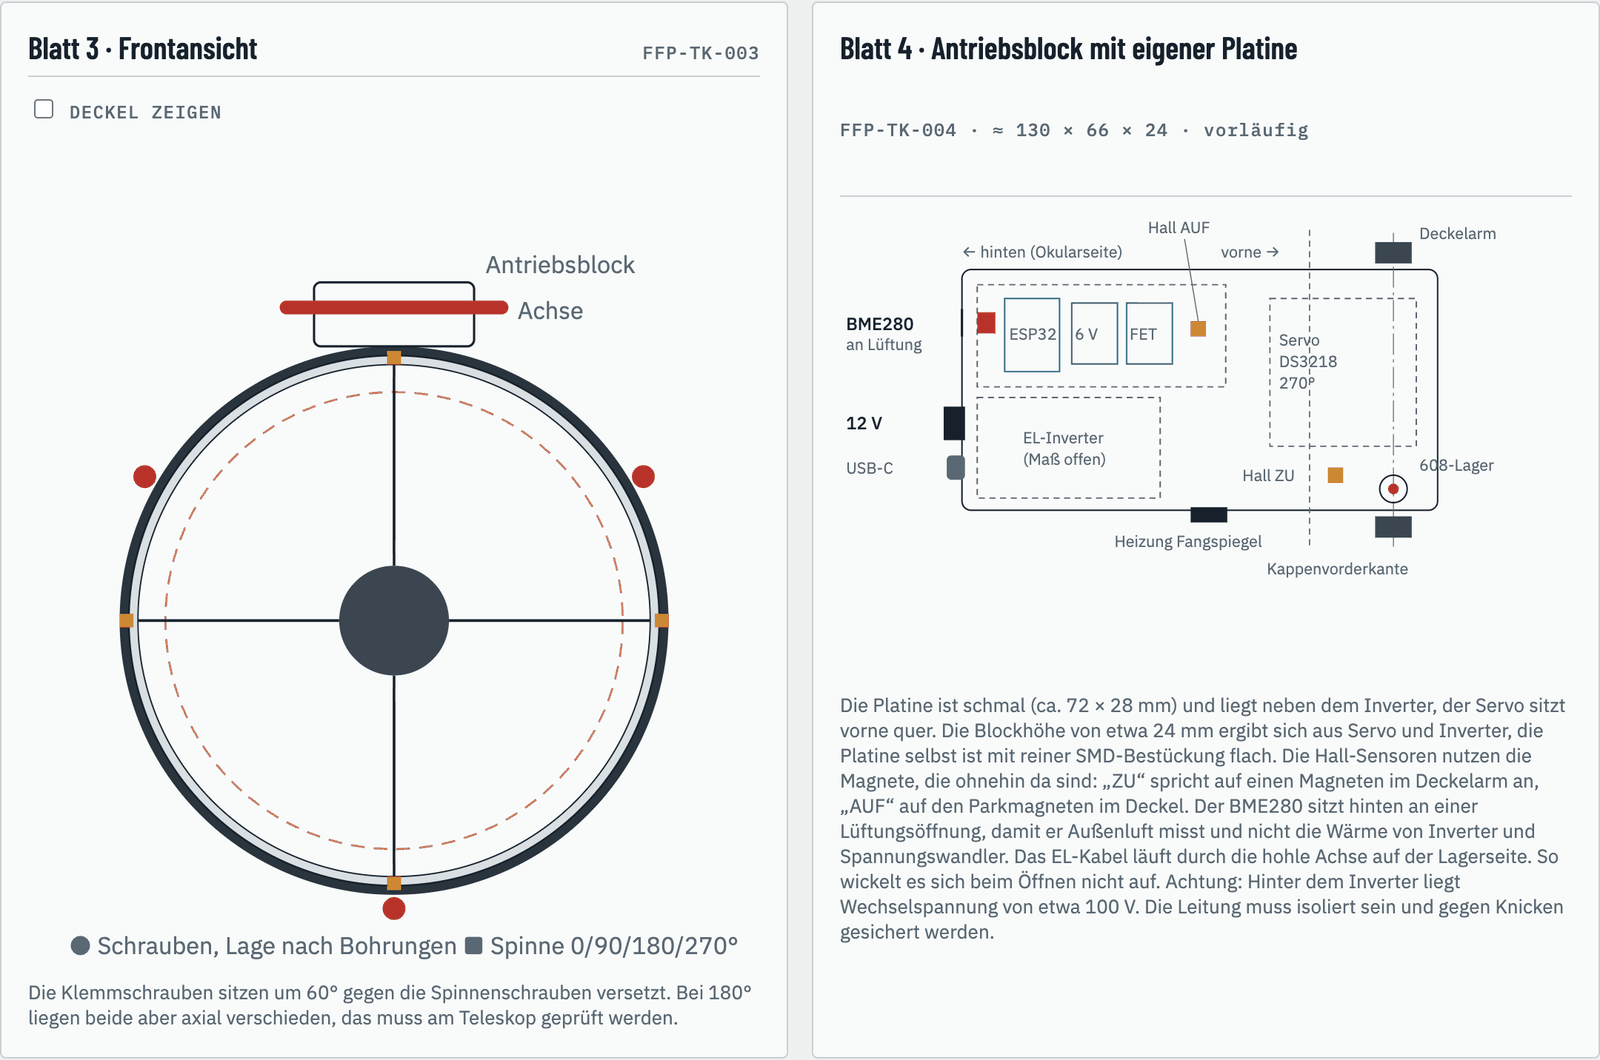 Blatt 3 · Frontansicht
FFP-TK-003
DECKEL ZEIGEN
Antriebsblock
Achse
Schrauben, Lage nach Bohrungen
Spinne 0/90/180/270°
Die Klemmschrauben sitzen um 60° gegen die Spinnenschrauben versetzt. Bei 180°
liegen beide aber axial verschieden, das muss am Teleskop geprüft werden.
Blatt 4 · Antriebsblock mit eigener Platine
FFP-TK-004 · ≈ 130 × 66 × 24 · vorläufig
Hall AUF
Deckelarm
← hinten (Okularseite)
vorne →
BME280
an Lüftung
ESP32
6 V
FET
Servo
DS3218
270°
12 V
EL-Inverter
(Maß offen)
USB-C
Hall ZU
608-Lager
Heizung Fangspiegel
Kappenvorderkante
Die Platine ist schmal (ca. 72 × 28 mm) und liegt neben dem Inverter, der Servo sitzt
vorne quer. Die Blockhöhe von etwa 24 mm ergibt sich aus Servo und Inverter, die
Platine selbst ist mit reiner SMD-Bestückung flach. Die Hall-Sensoren nutzen die
Magnete, die ohnehin da sind: „ZU“ spricht auf einen Magneten im Deckelarm an,
„AUF“ auf den Parkmagneten im Deckel. Der BME280 sitzt hinten an einer
Lüftungsöffnung, damit er Außenluft misst und nicht die Wärme von Inverter und
Spannungswandler. Das EL-Kabel läuft durch die hohle Achse auf der Lagerseite. So
wickelt es sich beim Öffnen nicht auf. Achtung: Hinter dem Inverter liegt
Wechselspannung von etwa 100 V. Die Leitung muss isoliert sein und gegen Knicken
gesichert werden.